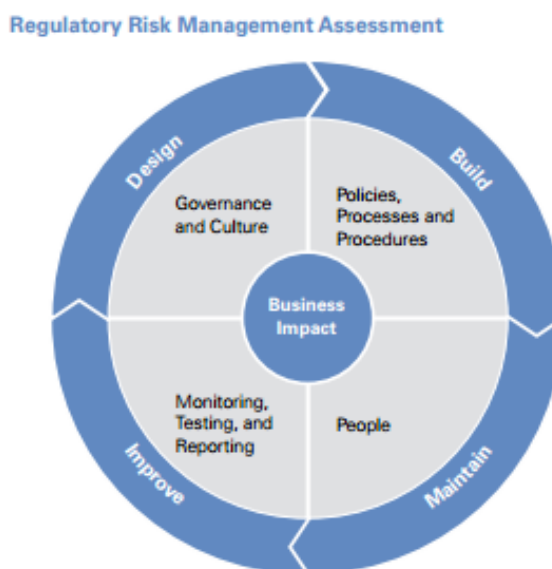 Regulatory Risk Management Assessment
Design
Build
Governance
and Culture
Policies,
Processes and
Procedures
Business
Impact
Monitoring,
Testing, and
Reporting
People
Improve
Maintain